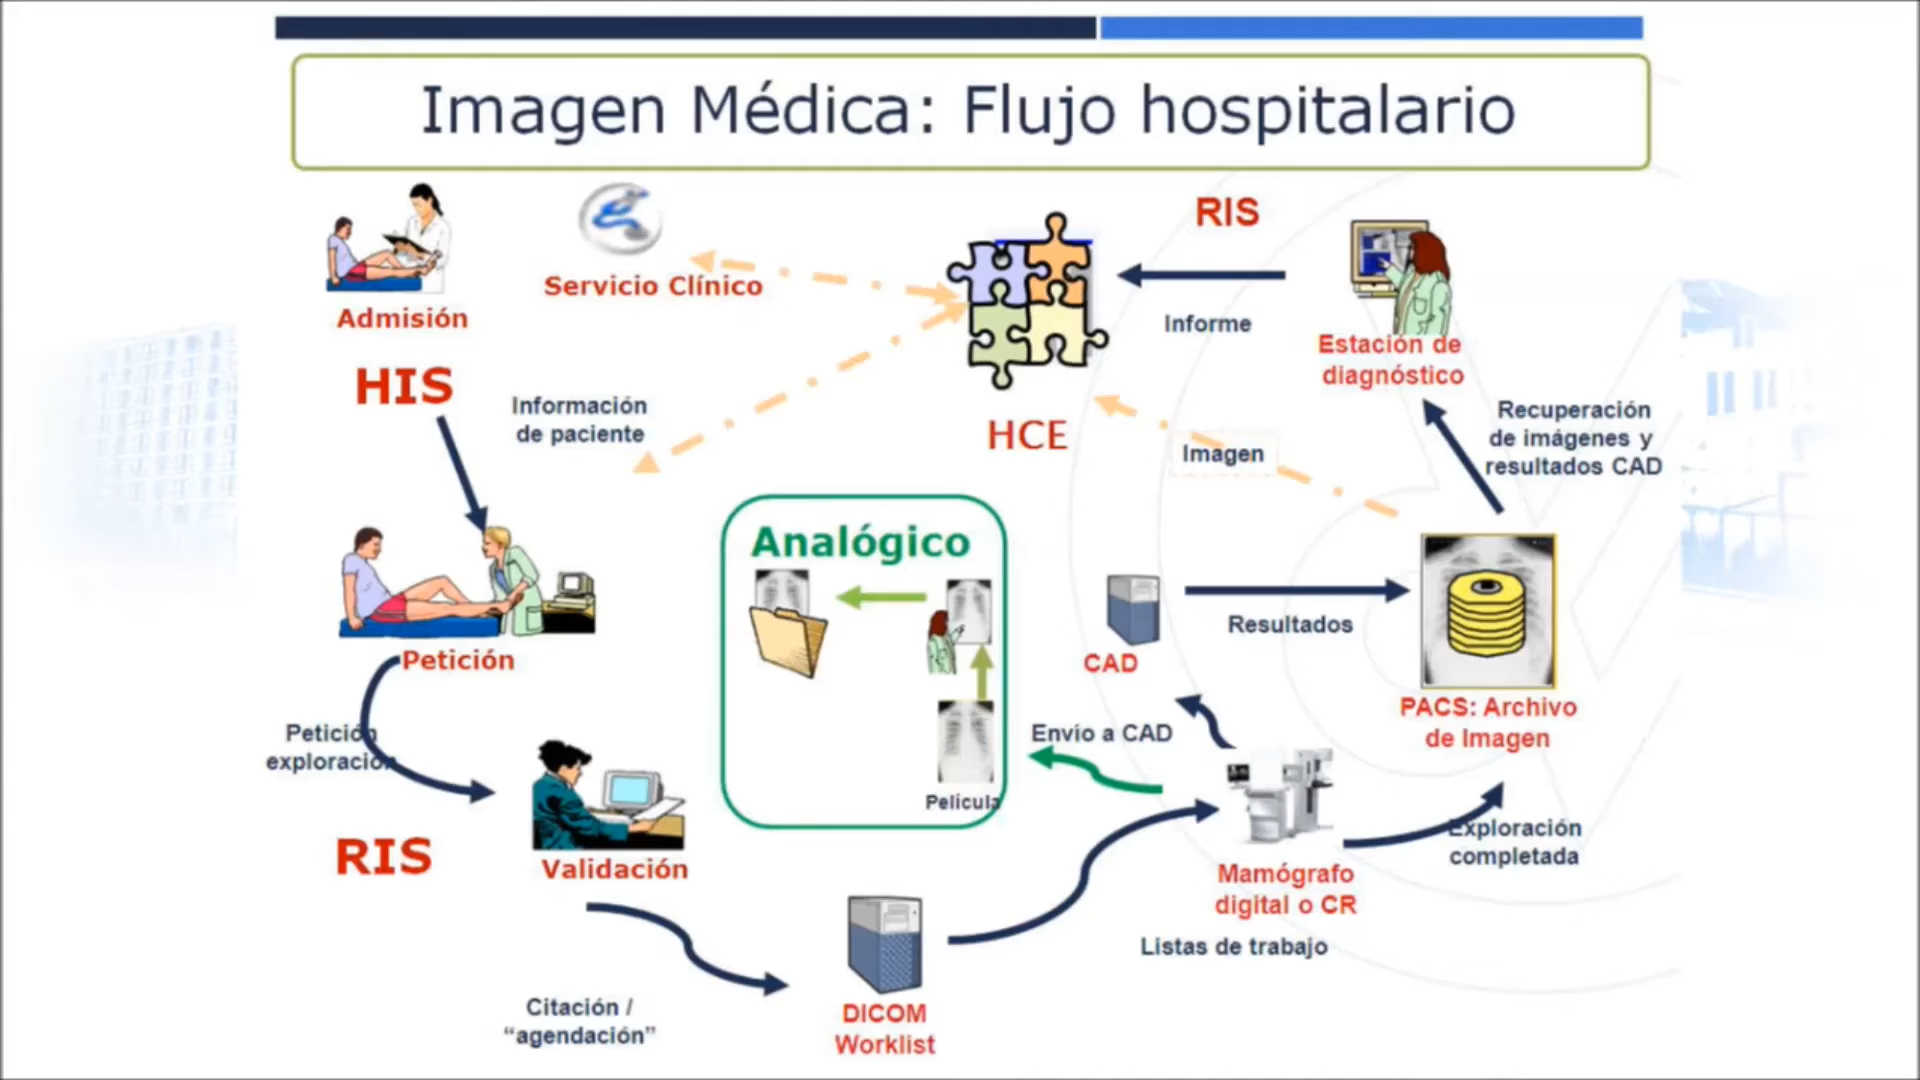 Imagen Médica: Flujo hospitalario
Admisión
HIS
Servicio Clínico
Información
de paciente
HCE
RIS
Informe
Estación de
diagnóstico
Recuperación
de imágenes y
resultados CAD
Imagen
Petición
Petición
exploración
RIS
Validación
Citación /
“agendación”
DICOM
Worklist
Analógico
Película
CAD
Envío a CAD
Resultados
PACS: Archivo
de Imagen
Exploración
completada
Mamógrafo
digital o CR
Listas de trabajo